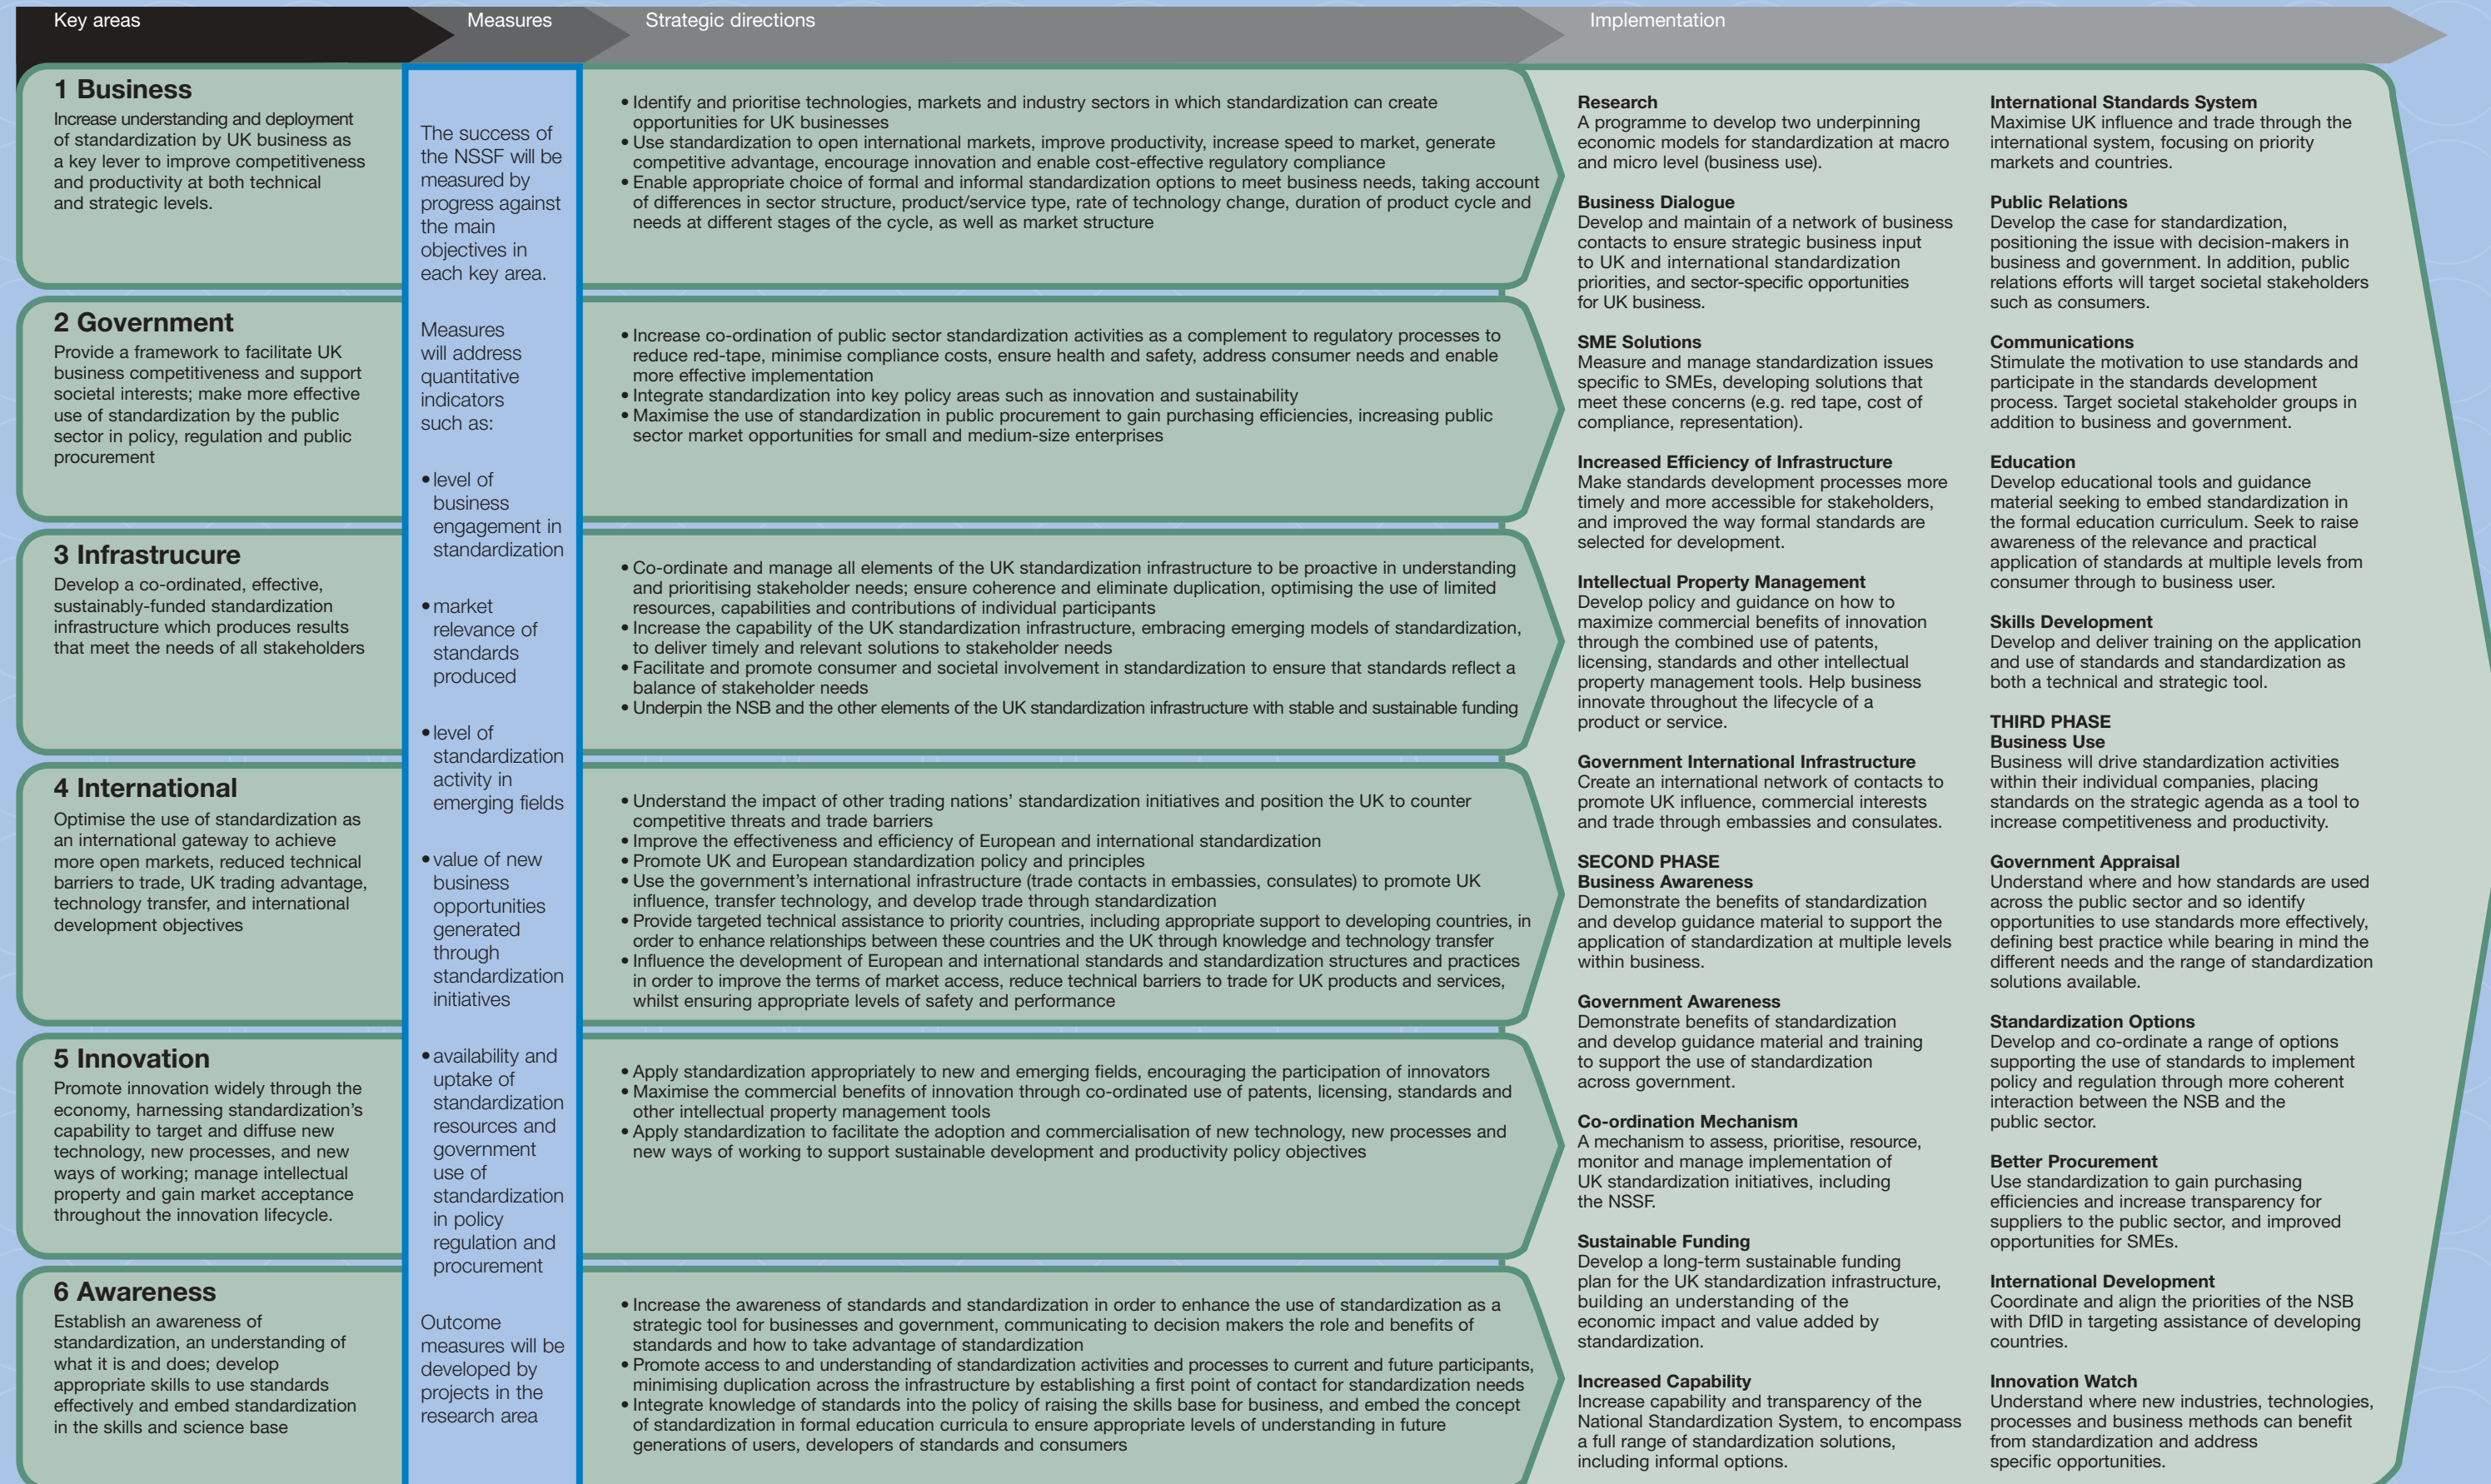 Key areas
Measures
Strategic directions
Implementation
1 Business
Increase understanding and deployment
of standardization by UK business as
a key lever to improve competitiveness
and productivity at both technical
and strategic levels.
2 Government
Provide a framework to facilitate UK
business competitiveness and support
societal interests; make more effective
use of standardization by the public
sector in policy, regulation and public
procurement
3 Infrastrucure
Develop a co-ordinated, effective,
sustainably-funded standardization
infrastructure which produces results
that meet the needs of all stakeholders
4 International
Optimise the use of standardization as
an international gateway to achieve
more open markets, reduced technical
barriers to trade, UK trading advantage,
technology transfer, and international
development objectives
5 Innovation
Promote innovation widely through the
economy, harnessing standardization’s
capability to target and diffuse new
technology, new processes, and new
ways of working; manage intellectual
property and gain market acceptance
throughout the innovation lifecycle.
6 Awareness
Establish an awareness of
standardization, an understanding of
what it is and does; develop
appropriate skills to use standards
effectively and embed standardization
in the skills and science base
The success of
the NSSF will be
measured by
progress against
the main
objectives in
each key area.
Measures
will address
quantitative
indicators
such as:
• level of
business
engagement in
standardization
• market
relevance of
standards
produced
• level of
standardization
activity in
emerging fields
• value of new
business
opportunities
generated
through
standardization
initiatives
• availability and
uptake of
standardization
resources and
government
use of
standardization
in policy
regulation and
procurement
Outcome
measures will be
developed by
projects in the
research area
• Identify and prioritise technologies, markets and industry sectors in which standardization can create
opportunities for UK businesses
• Use standardization to open international markets, improve productivity, increase speed to market, generate
competitive advantage, encourage innovation and enable cost-effective regulatory compliance
• Enable appropriate choice of formal and informal standardization options to meet business needs, taking account
of differences in sector structure, product/service type, rate of technology change, duration of product cycle and
needs at different stages of the cycle, as well as market structure
• Increase co-ordination of public sector standardization activities as a complement to regulatory processes to
reduce red-tape, minimise compliance costs, ensure health and safety, address consumer needs and enable
more effective implementation
• Integrate standardization into key policy areas such as innovation and sustainability
• Maximise the use of standardization in public procurement to gain purchasing efficiencies, increasing public
sector market opportunities for small and medium-size enterprises
• Co-ordinate and manage all elements of the UK standardization infrastructure to be proactive in understanding
and prioritising stakeholder needs; ensure coherence and eliminate duplication, optimising the use of limited
resources, capabilities and contributions of individual participants
• Increase the capability of the UK standardization infrastructure, embracing emerging models of standardization,
to deliver timely and relevant solutions to stakeholder needs
• Facilitate and promote consumer and societal involvement in standardization to ensure that standards reflect a
balance of stakeholder needs
• Underpin the NSB and the other elements of the UK standardization infrastructure with stable and sustainable funding
• Understand the impact of other trading nations’ standardization initiatives and position the UK to counter
competitive threats and trade barriers
• Improve the effectiveness and efficiency of European and international standardization
• Promote UK and European standardization policy and principles
• Use the government’s international infrastructure (trade contacts in embassies, consulates) to promote UK
influence, transfer technology, and develop trade through standardization
• Provide targeted technical assistance to priority countries, including appropriate support to developing countries, in
order to enhance relationships between these countries and the UK through knowledge and technology transfer
• Influence the development of European and international standards and standardization structures and practices
in order to improve the terms of market access, reduce technical barriers to trade for UK products and services,
whilst ensuring appropriate levels of safety and performance
• Apply standardization appropriately to new and emerging fields, encouraging the participation of innovators
• Maximise the commercial benefits of innovation through co-ordinated use of patents, licensing, standards and
other intellectual property management tools
• Apply standardization to facilitate the adoption and commercialisation of new technology, new processes and
new ways of working to support sustainable development and productivity policy objectives
• Increase the awareness of standards and standardization in order to enhance the use of standardization as a
strategic tool for businesses and government, communicating to decision makers the role and benefits of
standards and how to take advantage of standardization
• Promote access to and understanding of standardization activities and processes to current and future participants,
minimising duplication across the infrastructure by establishing a first point of contact for standardization needs
• Integrate knowledge of standards into the policy of raising the skills base for business, and embed the concept
of standardization in formal education curricula to ensure appropriate levels of understanding in future
generations of users, developers of standards and consumers
Research
A programme to develop two underpinning
economic models for standardization at macro
and micro level (business use).
Business Dialogue
Develop and maintain of a network of business
contacts to ensure strategic business input
to UK and international standardization
priorities, and sector-specific opportunities
for UK business.
SME Solutions
Measure and manage standardization issues
specific to SMEs, developing solutions that
meet these concerns (e.g. red tape, cost of
compliance, representation).
Increased Efficiency of Infrastructure
Make standards development processes more
timely and more accessible for stakeholders,
and improved the way formal standards are
selected for development.
Intellectual Property Management
Develop policy and guidance on how to
maximize commercial benefits of innovation
through the combined use of patents,
licensing, standards and other intellectual
property management tools. Help business
innovate throughout the lifecycle of a
product or service.
Government International Infrastructure
Create an international network of contacts to
promote UK influence, commercial interests
and trade through embassies and consulates.
SECOND PHASE
Business Awareness
Demonstrate the benefits of standardization
and develop guidance material to support the
application of standardization at multiple levels
within business.
Government Awareness
Demonstrate benefits of standardization
and develop guidance material and training
to support the use of standardization
across government.
Co-ordination Mechanism
A mechanism to assess, prioritise, resource,
monitor and manage implementation of
UK standardization initiatives, including
the NSSF.
Sustainable Funding
Develop a long-term sustainable funding
plan for the UK standardization infrastructure,
building an understanding of the
economic impact and value added by
standardization.
Increased Capability
Increase capability and transparency of the
National Standardization System, to encompass
a full range of standardization solutions,
including informal options.
International Standards System
Maximise UK influence and trade through the
international system, focusing on priority
markets and countries.
Public Relations
Develop the case for standardization,
positioning the issue with decision-makers in
business and government. In addition, public
relations efforts will target societal stakeholders
such as consumers.
Communications
Stimulate the motivation to use standards and
participate in the standards development
process. Target societal stakeholder groups in
addition to business and government.
Education
Develop educational tools and guidance
material seeking to embed standardization in
the formal education curriculum. Seek to raise
awareness of the relevance and practical
application of standards at multiple levels from
consumer through to business user.
Skills Development
Develop and deliver training on the application
and use of standards and standardization as
both a technical and strategic tool.
THIRD PHASE
Business Use
Business will drive standardization activities
within their individual companies, placing
standards on the strategic agenda as a tool to
increase competitiveness and productivity.
Government Appraisal
Understand where and how standards are used
across the public sector and so identify
opportunities to use standards more effectively,
defining best practice while bearing in mind the
different needs and the range of standardization
solutions available.
Standardization Options
Develop and co-ordinate a range of options
supporting the use of standards to implement
policy and regulation through more coherent
interaction between the NSB and the
public sector.
Better Procurement
Use standardization to gain purchasing
efficiencies and increase transparency for
suppliers to the public sector, and improved
opportunities for SMEs.
International Development
Coordinate and align the priorities of the NSB
with DfID in targeting assistance of developing
countries.
Innovation Watch
Understand where new industries, technologies,
processes and business methods can benefit
from standardization and address
specific opportunities.